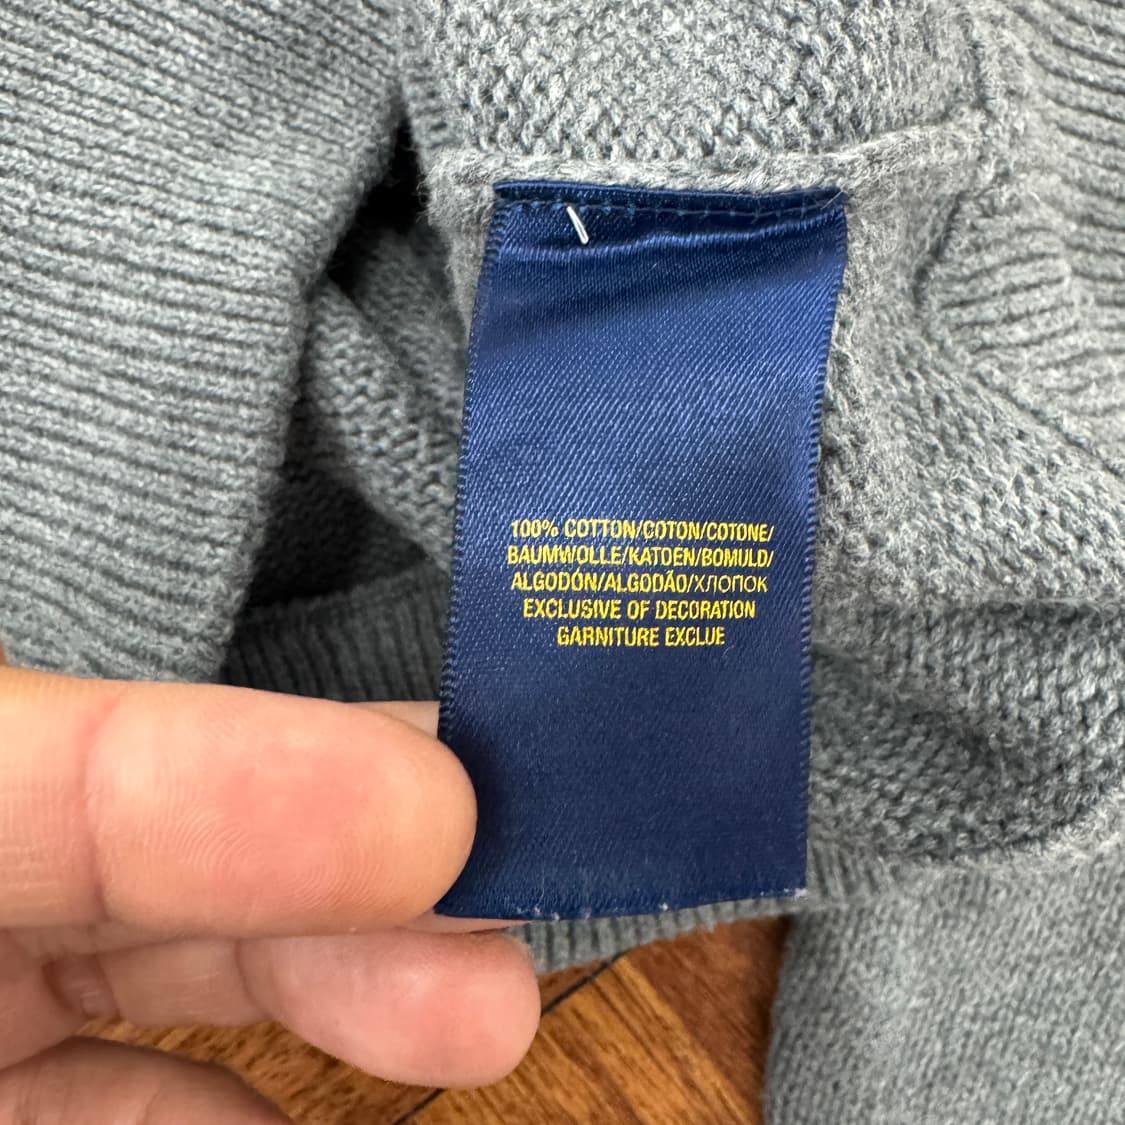 100% COTTON/COTON/COTONE/
BAUMWOLLE/KATOEN/BOMULD/
ALGODÓN/ALGODÃO/ХЛОПОК
EXCLUSIVE OF DECORATION
GARNITURE EXCLUE